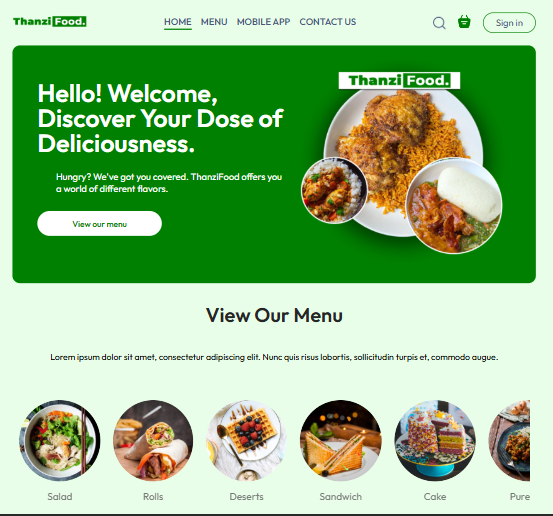 Thanzi Food.
HOME MENU MOBILE APP CONTACT US
Sign in
Hello! Welcome,
Discover Your Dose of
Deliciousness.
Hungry? We've got you covered. ThanziFood offers you
a world of different flavors.
View our menu
Thanzi Food.
View Our Menu
Lorem ipsum dolor sit amet, consectetur adipiscing elit. Nunc quis risus lobortis, sollicitudin turpis et, commodo augue.
Salad Rolls Deserts Sandwich Cake Pure